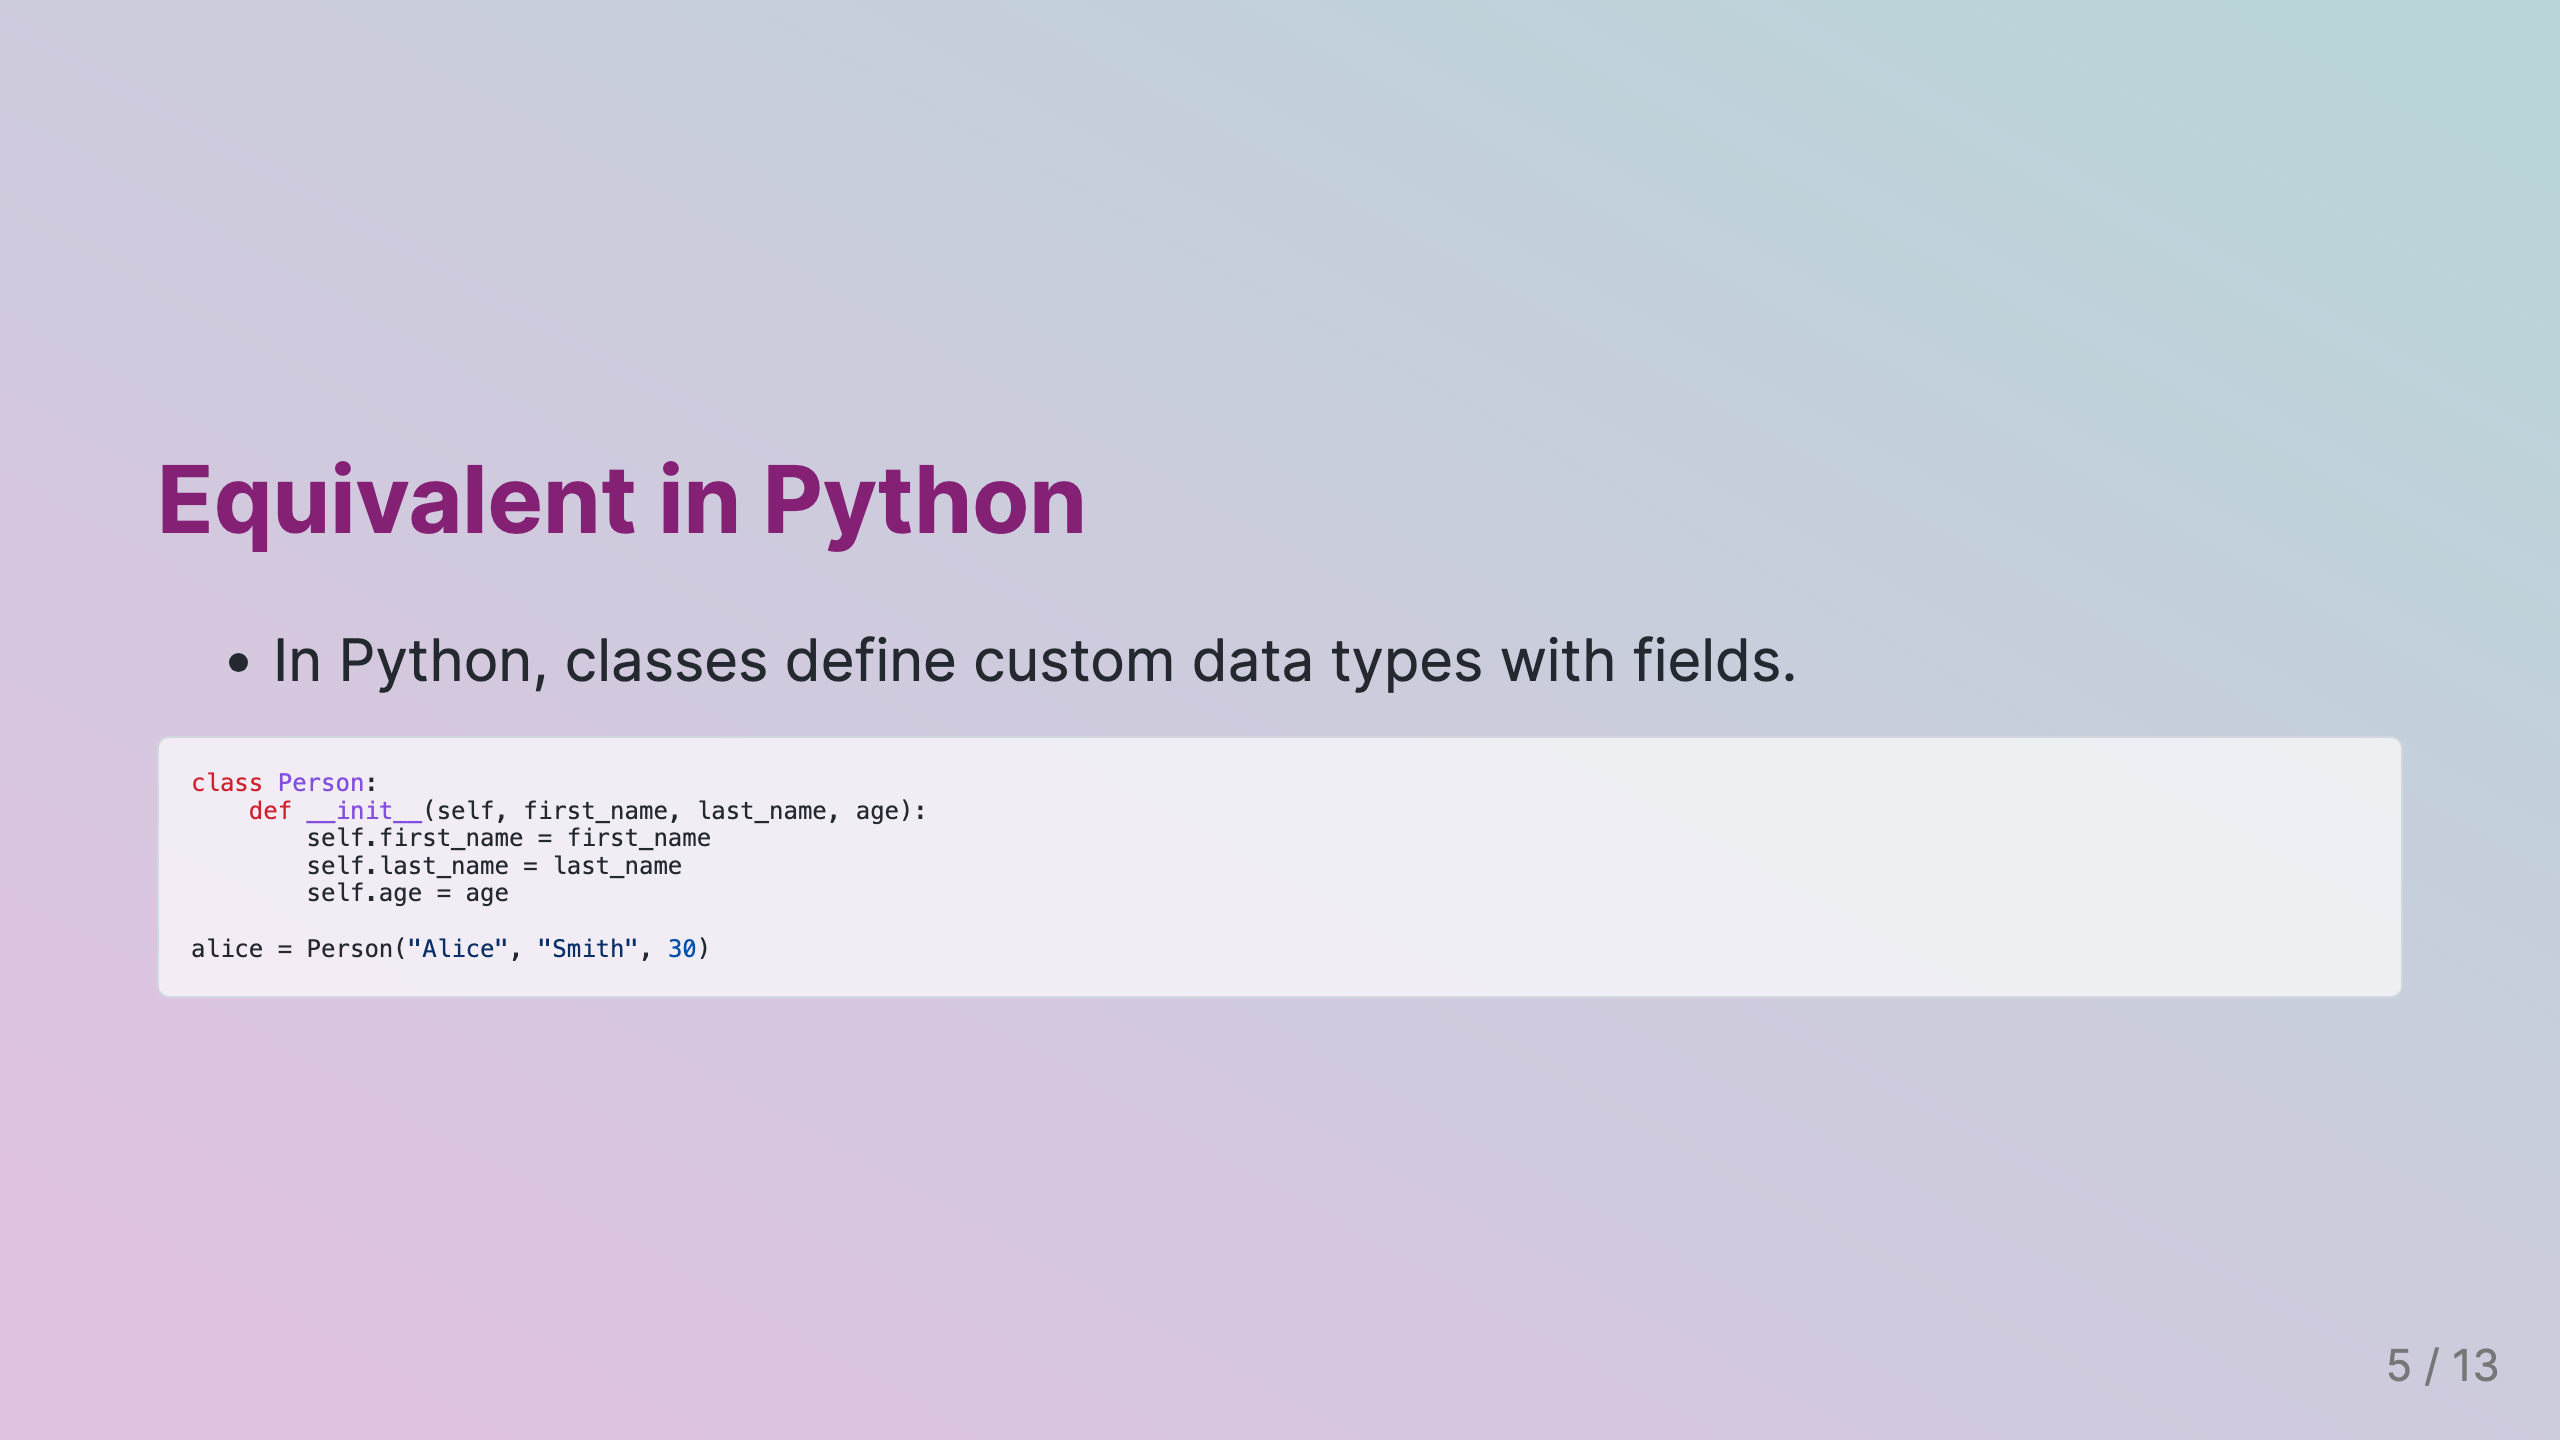 Equivalent in Python
• In Python, classes define custom data types with fields.
class Person:
    def __init__(self, first_name, last_name, age):
        self.first_name = first_name
        self.last_name = last_name
        self.age = age

alice = Person("Alice", "Smith", 30)
5 / 13